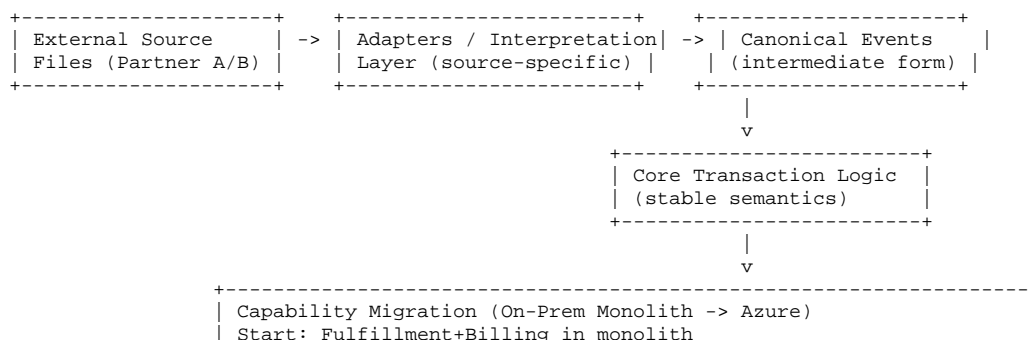 External Source
Files (Partner A/B)
->
Adapters / Interpretation
Layer (source-specific)
->
Canonical Events
(intermediate form)
Core Transaction Logic
(stable semantics)
Capability Migration (On-Prem Monolith -> Azure)
Start: Fulfillment+Billing in monolith